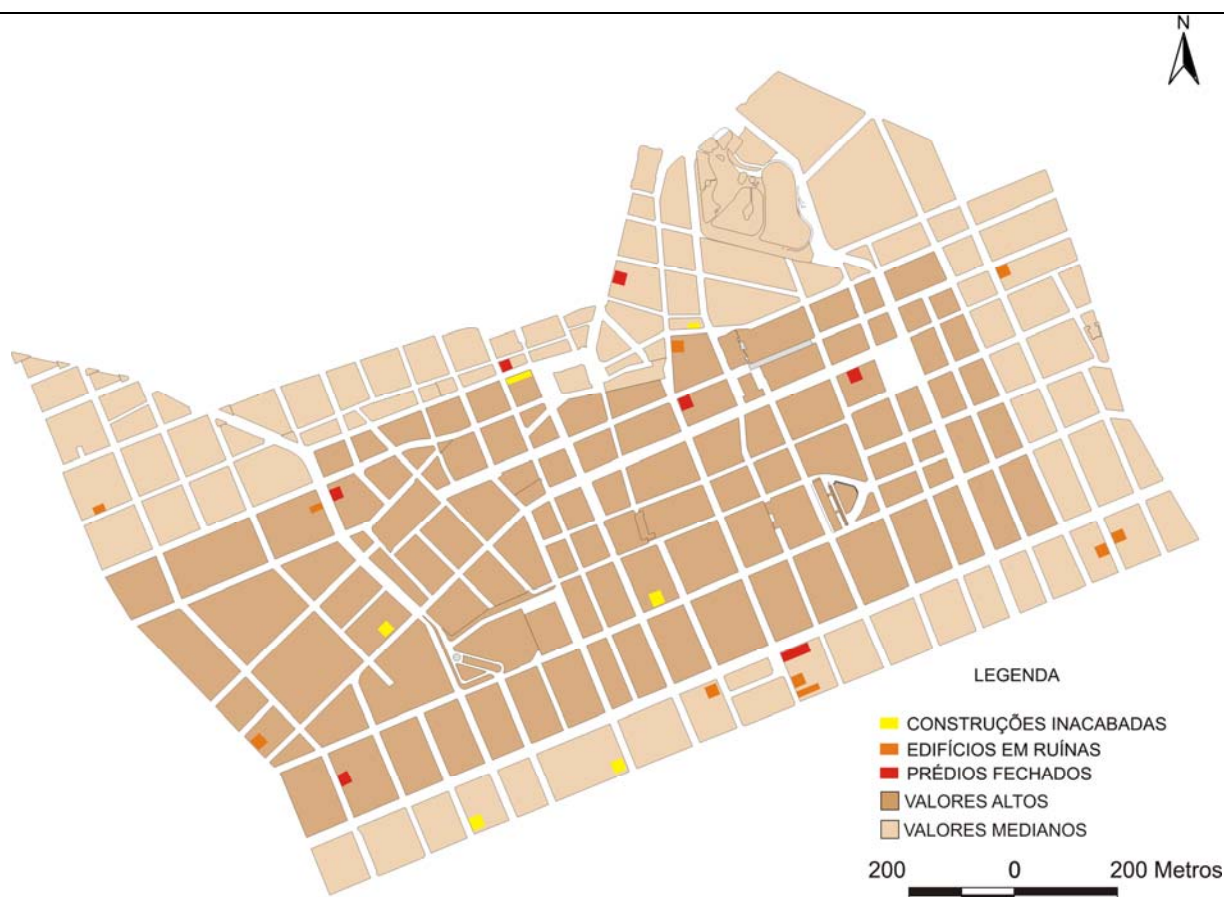 N
LEGENDA
CONSTRUÇÕES INACABADAS
EDIFÍCIOS EM RUÍNAS
PRÉDIOS FECHADOS
VALORES ALTOS
VALORES MEDIANOS
200 0 200 Metros